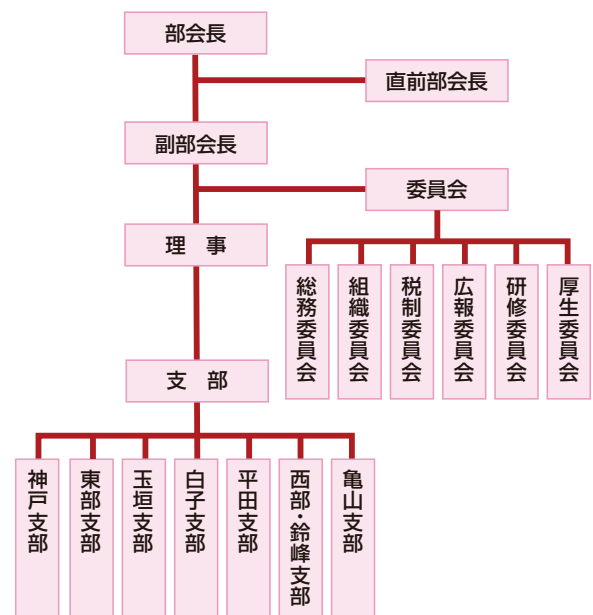 部会長
直前部会長
副部会長
委員会
理　事
総務委員会
組織委員会
税制委員会
広報委員会
研修委員会
厚生委員会
支　部
神戸支部
東部支部
玉垣支部
白子支部
平田支部
西部・鈴峰支部
亀山支部